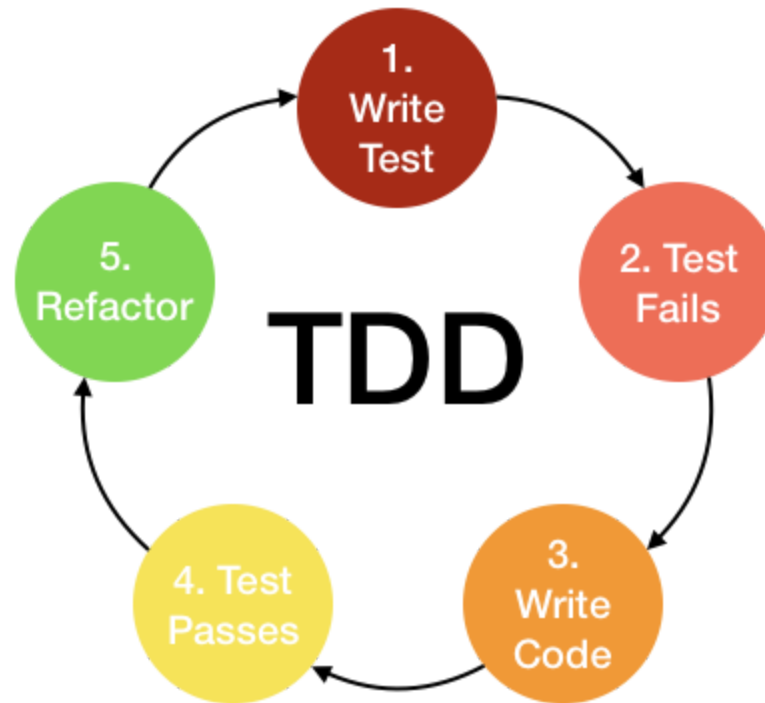 1.
Write
Test
2. Test
Fails
3.
Write
Code
4. Test
Passes
5.
Refactor
TDD